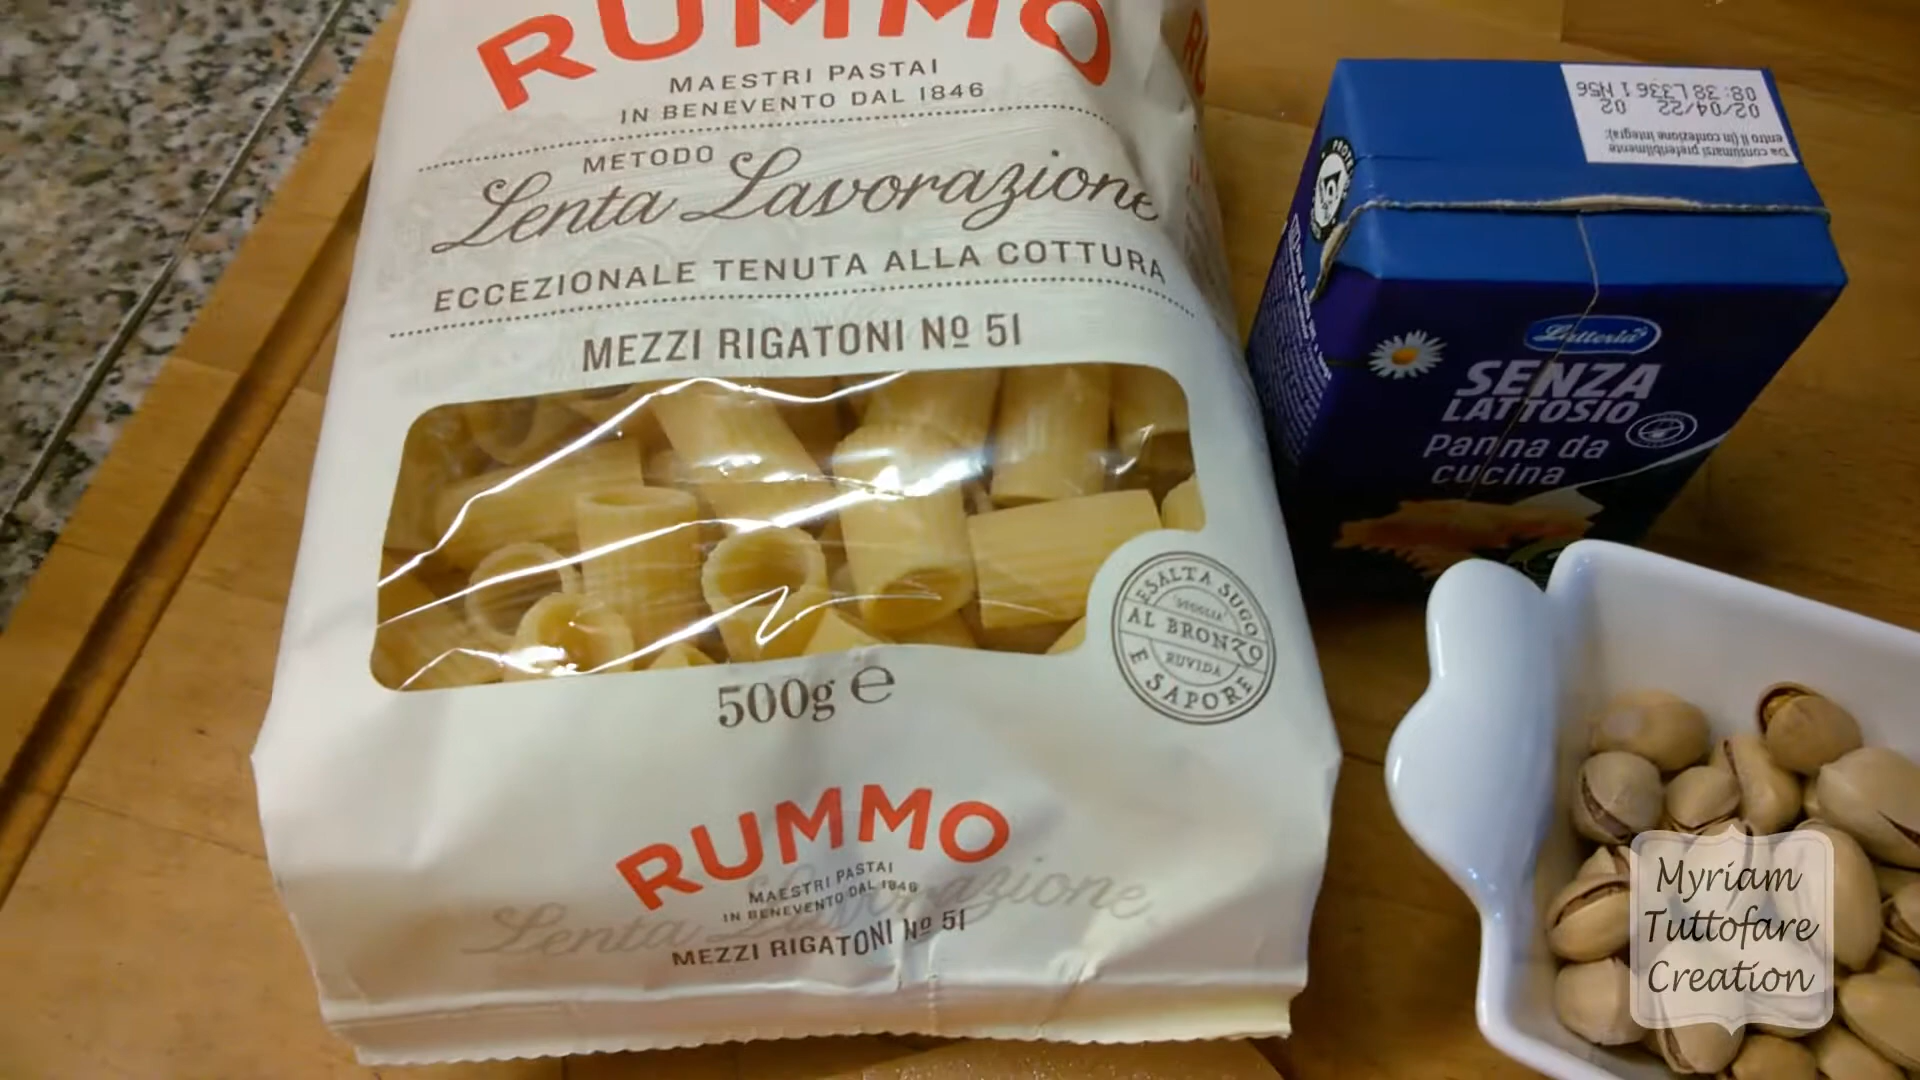 RUMMO
MAESTRI PASTAI
IN BENEVENTO DAL 1846
METODO
Lenta Lavorazione
ECCEZIONALE TENUTA ALLA COTTURA
MEZZI RIGATONI Nº 51
ESALTA SUGO
AL BRONZO
RUVIDA
E SAPORE
500g e
RUMMO
MAESTRI PASTAI
IN BENEVENTO DAL 1846
Lenta Lavorazione
MEZZI RIGATONI Nº 51
Da consumarsi preferibilmente
entro il (in confezione integra):
02/04/22 02
08:38 L336 1 N56
Latteria
SENZA
LATTOSIO
Panna da
cucina
Myriam
Tuttofare
Creation